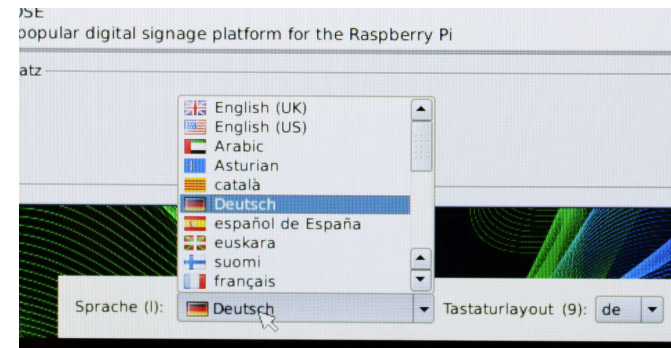 OSE
popular digital signage platform for the Raspberry Pi
atz
English (UK)
English (US)
Arabic
Asturian
català
Deutsch
español de España
euskara
suomi
français
Sprache (l): Deutsch Tastaturlayout (9): de